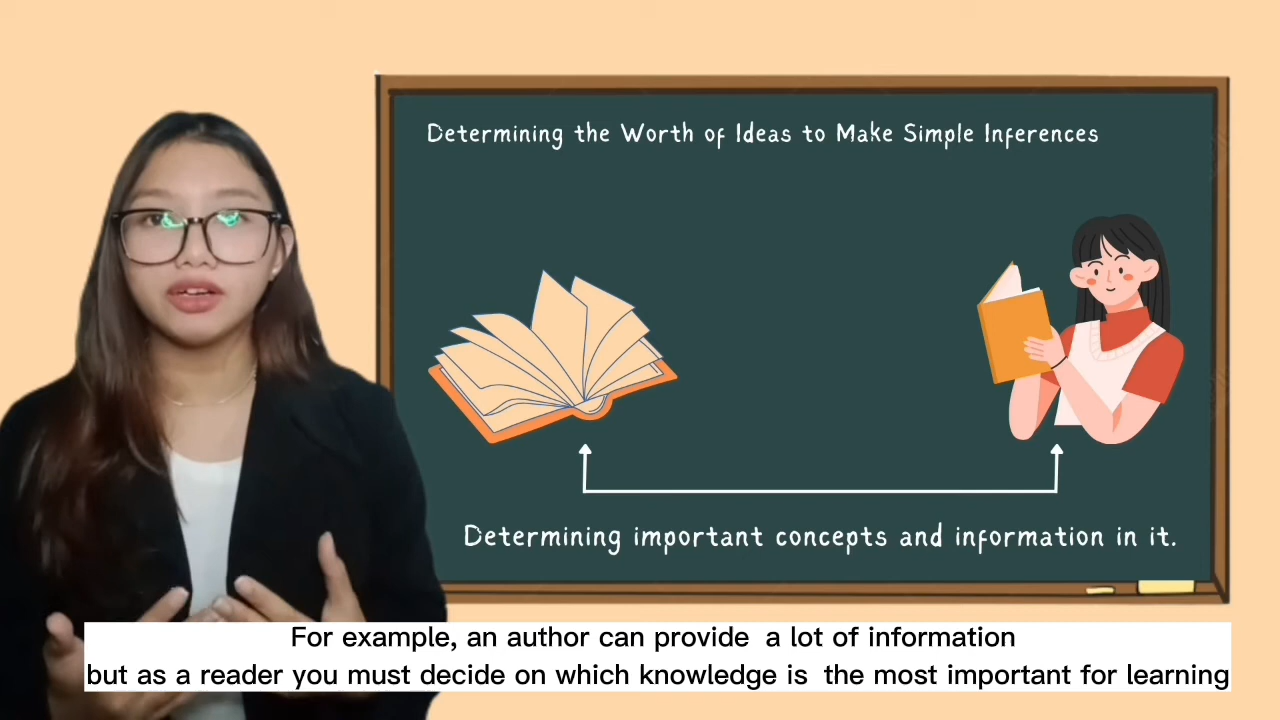 Determining the Worth of Ideas to Make Simple Inferences
Determining important concepts and information in it.
For example, an author can provide a lot of information
but as a reader you must decide on which knowledge is the most important for learning